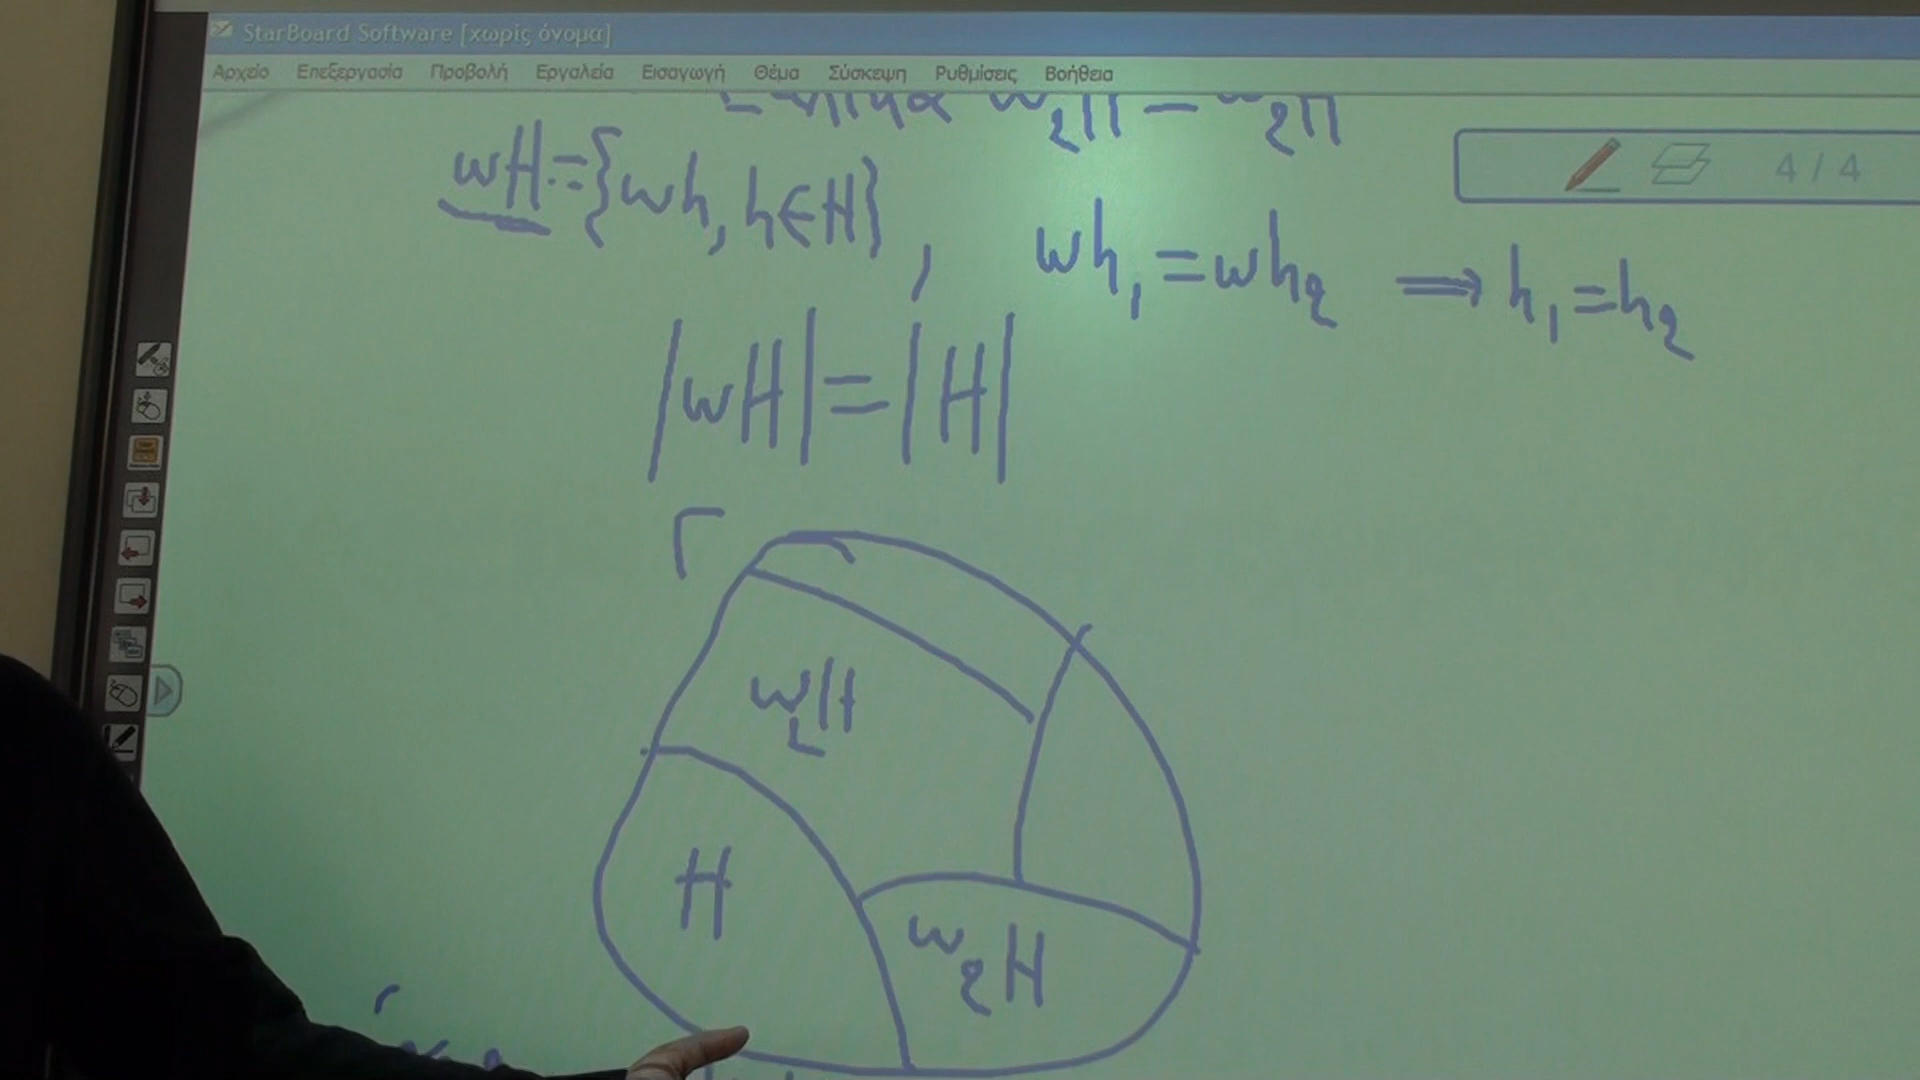 StarBoard Software [χωρίς όνομα]
Αρχείο Επεξεργασία Προβολή Εργαλεία Εισαγωγή Θέμα Σύσκεψη Ρυθμίσεις Βοήθεια
4 / 4
wH := {wh, h∈H} ,
wh₁ = wh₂ ⟹ h₁ = h₂
|wH| = |H|
Γ
H
w₂H